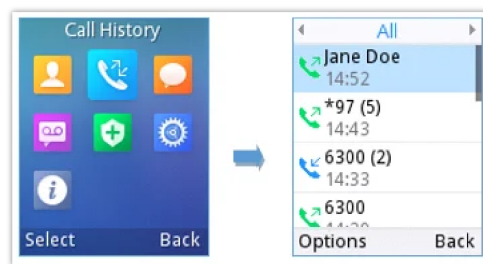 Call History
Select Back
All
Jane Doe
14:52
*97 (5)
14:43
6300 (2)
14:33
6300
Options Back